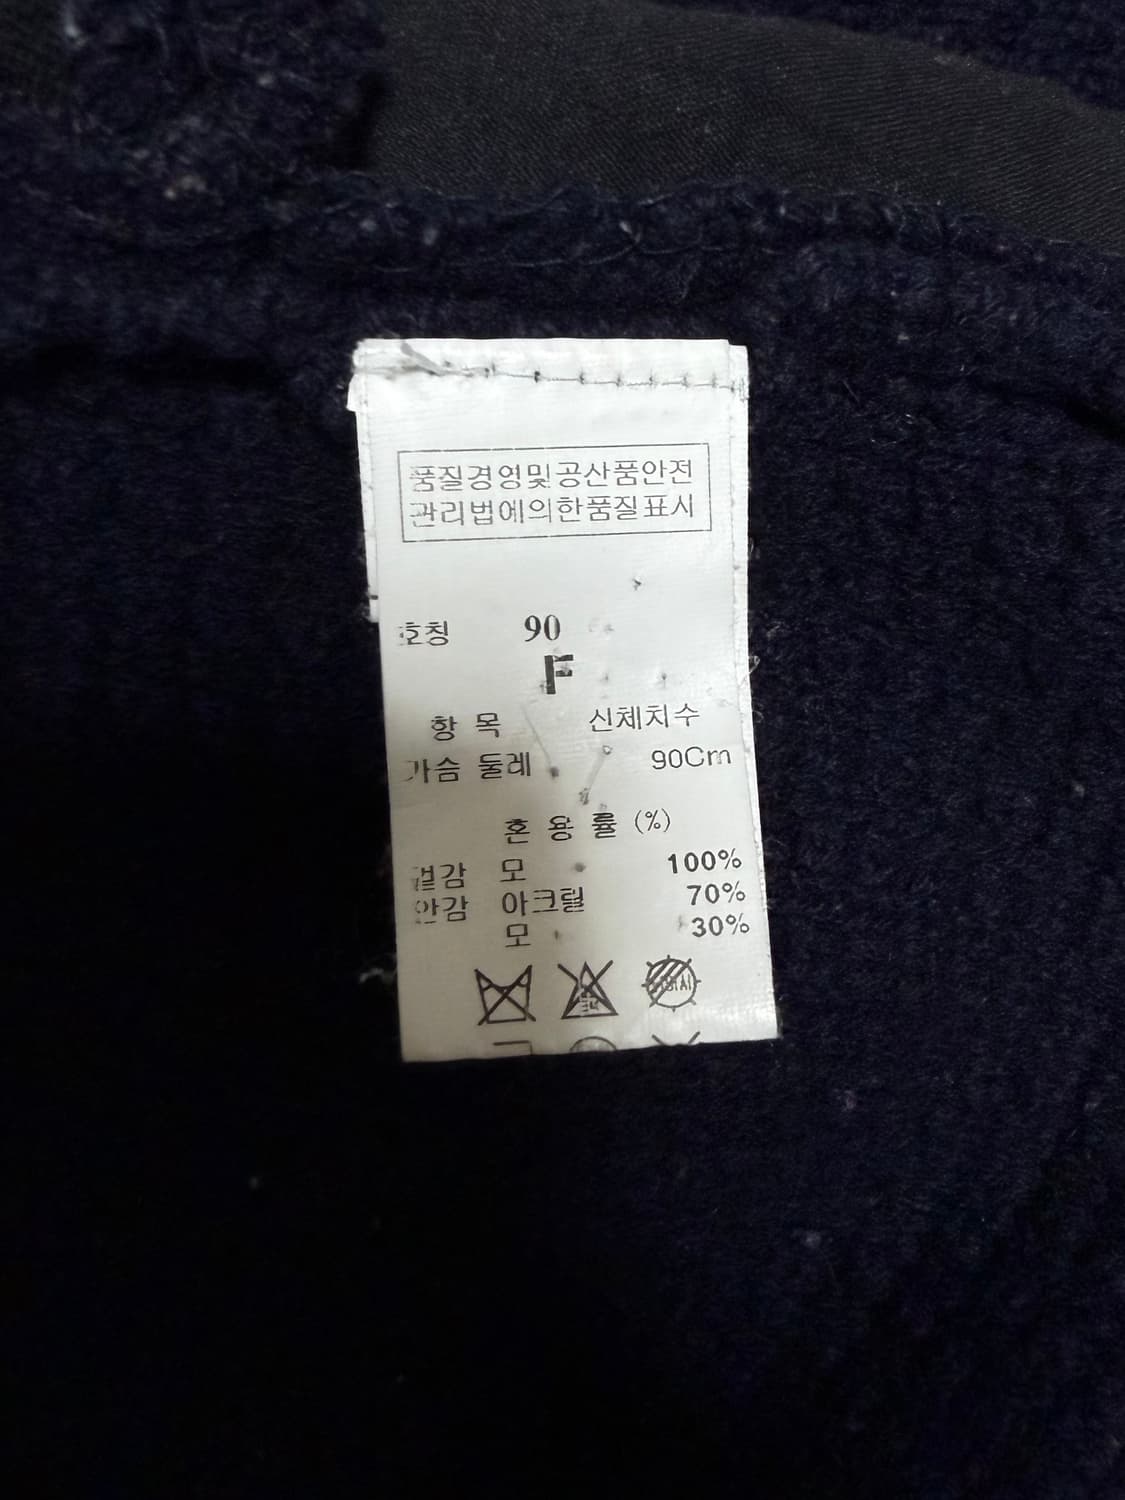 품질경영및공산품안전
관리법에의한품질표시
호칭 90
F
항 목 신체치수
가슴 둘레 90Cm
혼 용 률 (%)
겉감 모 100%
안감 아크릴 70%
모 30%